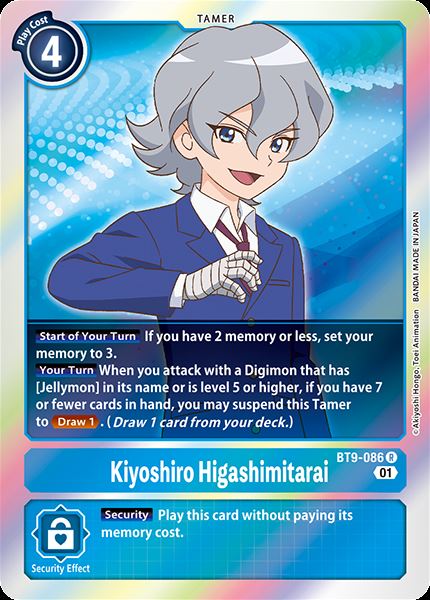 TAMER
Play Cost
4
Start of Your Turn If you have 2 memory or less, set your
memory to 3.
Your Turn When you attack with a Digimon that has
[Jellymon] in its name or is level 5 or higher, if you have 7
or fewer cards in hand, you may suspend this Tamer
to Draw 1. (Draw 1 card from your deck.)
©Akiyoshi Hongo, Toei Animation BANDAI MADE IN JAPAN
BT9-086 R
Kiyoshiro Higashimitarai
01
Security Play this card without paying its
memory cost.
Security Effect